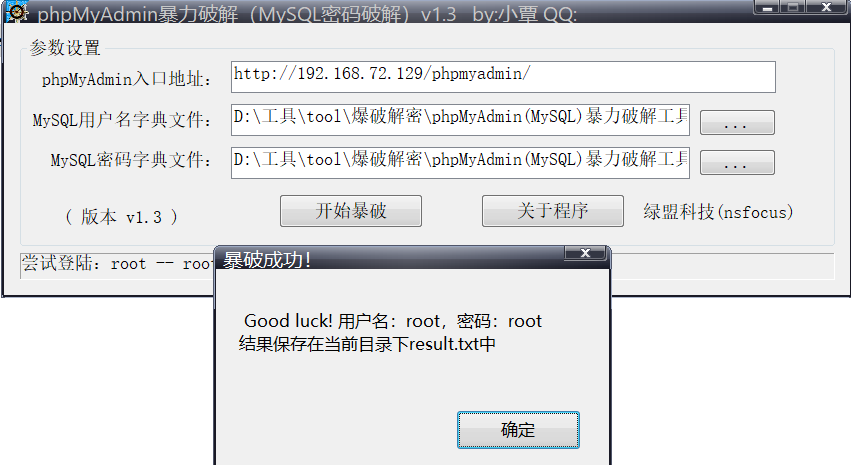 phpMyAdmin暴力破解（MySQL密码破解）v1.3 by:小覃 QQ:
参数设置
phpMyAdmin入口地址: http://192.168.72.129/phpmyadmin/
MySQL用户名字典文件: D:\工具\tool\爆破解密\phpMyAdmin(MySQL)暴力破解工具 ...
MySQL密码字典文件: D:\工具\tool\爆破解密\phpMyAdmin(MySQL)暴力破解工具 ...
( 版本 v1.3 ) 开始暴破 关于程序 绿盟科技(nsfocus)
尝试登陆: root -- root
暴破成功!
Good luck! 用户名：root，密码：root
结果保存在当前目录下result.txt中
确定